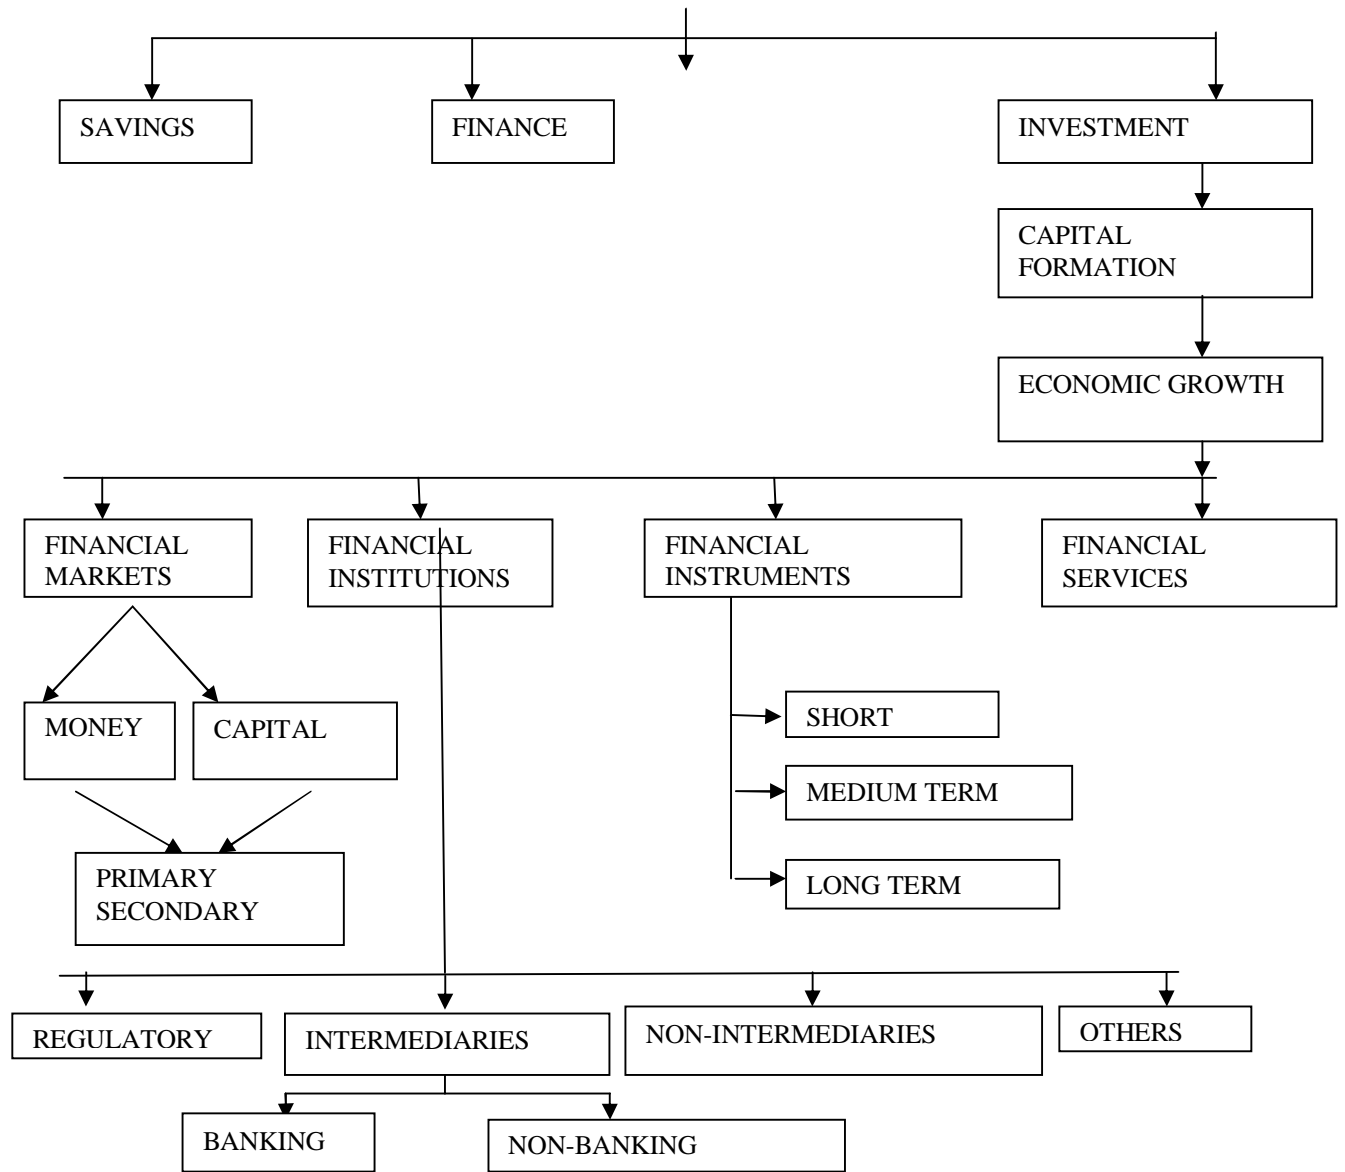 SAVINGS
FINANCE
INVESTMENT
CAPITAL
FORMATION
ECONOMIC GROWTH
FINANCIAL
MARKETS
FINANCIAL
INSTITUTIONS
FINANCIAL
INSTRUMENTS
FINANCIAL
SERVICES
MONEY
CAPITAL
SHORT
MEDIUM TERM
LONG TERM
PRIMARY
SECONDARY
REGULATORY
INTERMEDIARIES
NON-INTERMEDIARIES
OTHERS
BANKING
NON-BANKING